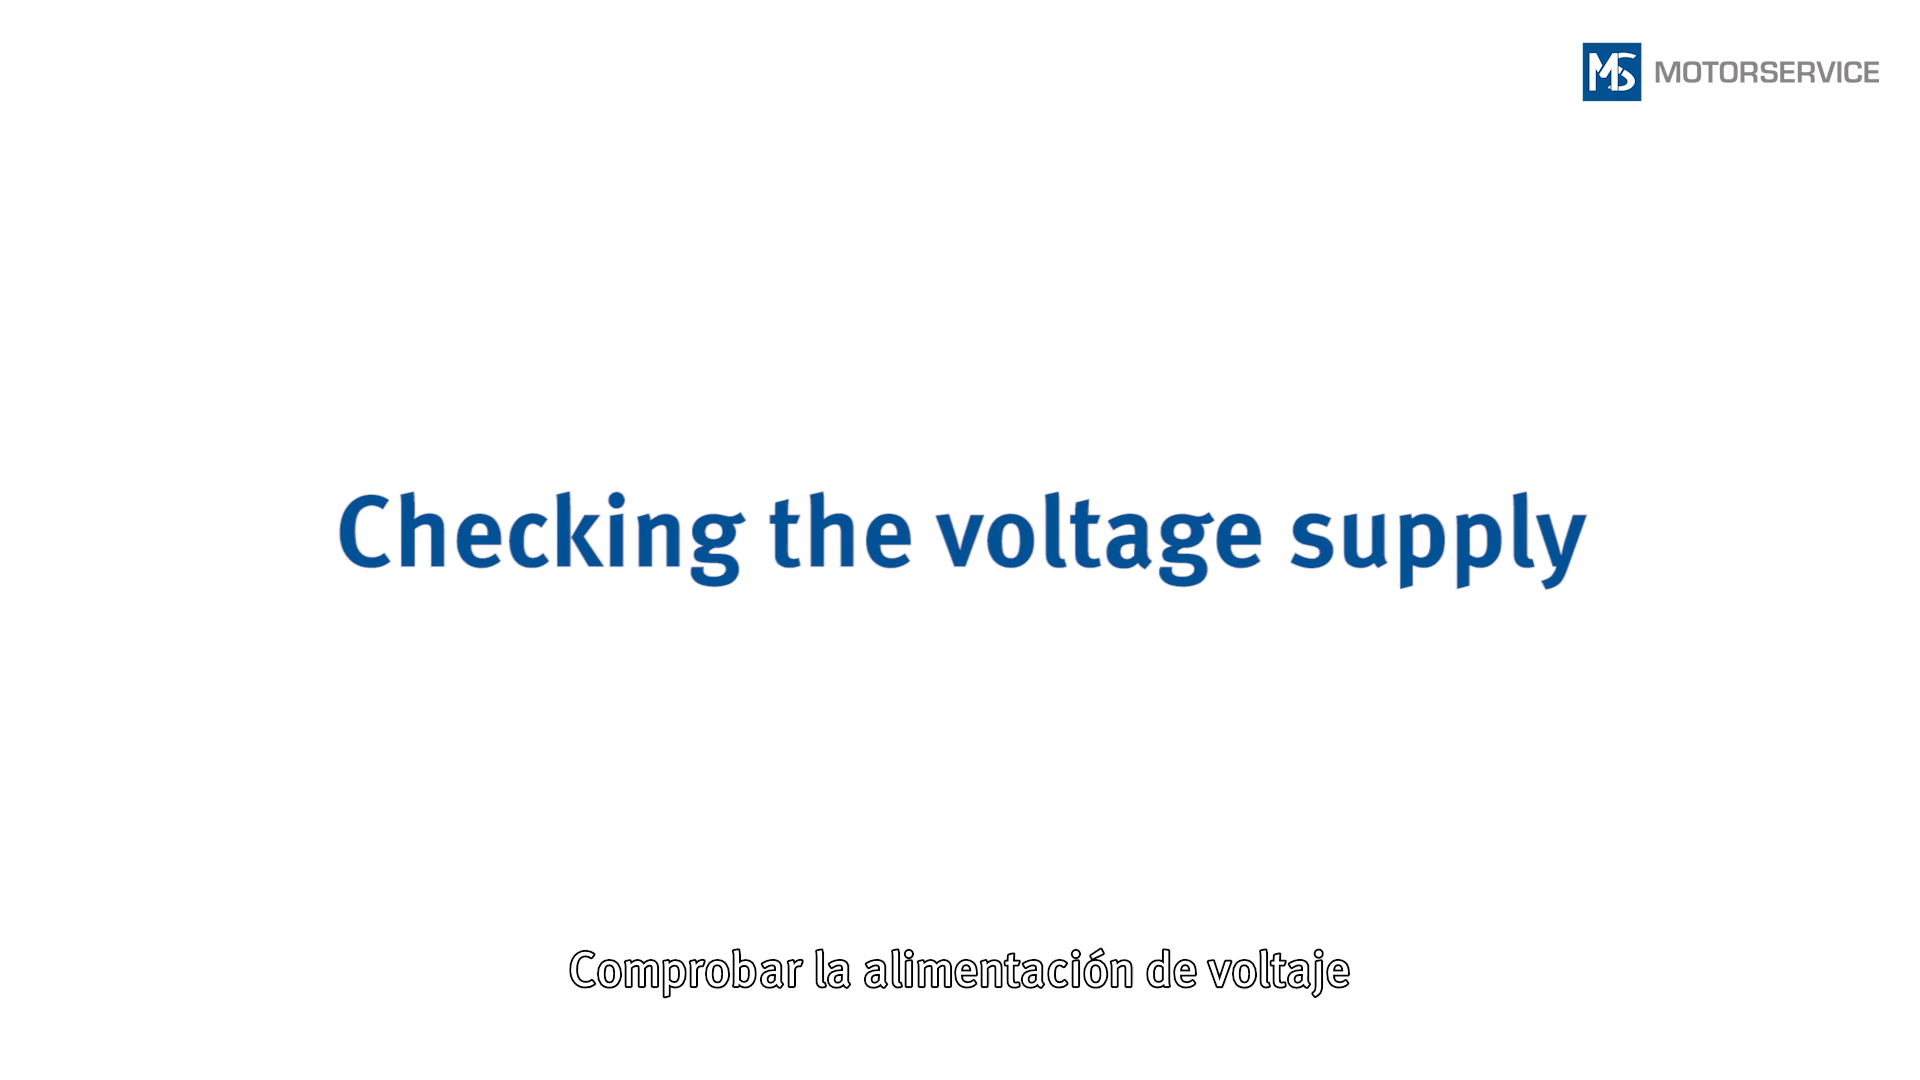 MS MOTORSERVICE
Checking the voltage supply
Comprobar la alimentación de voltaje